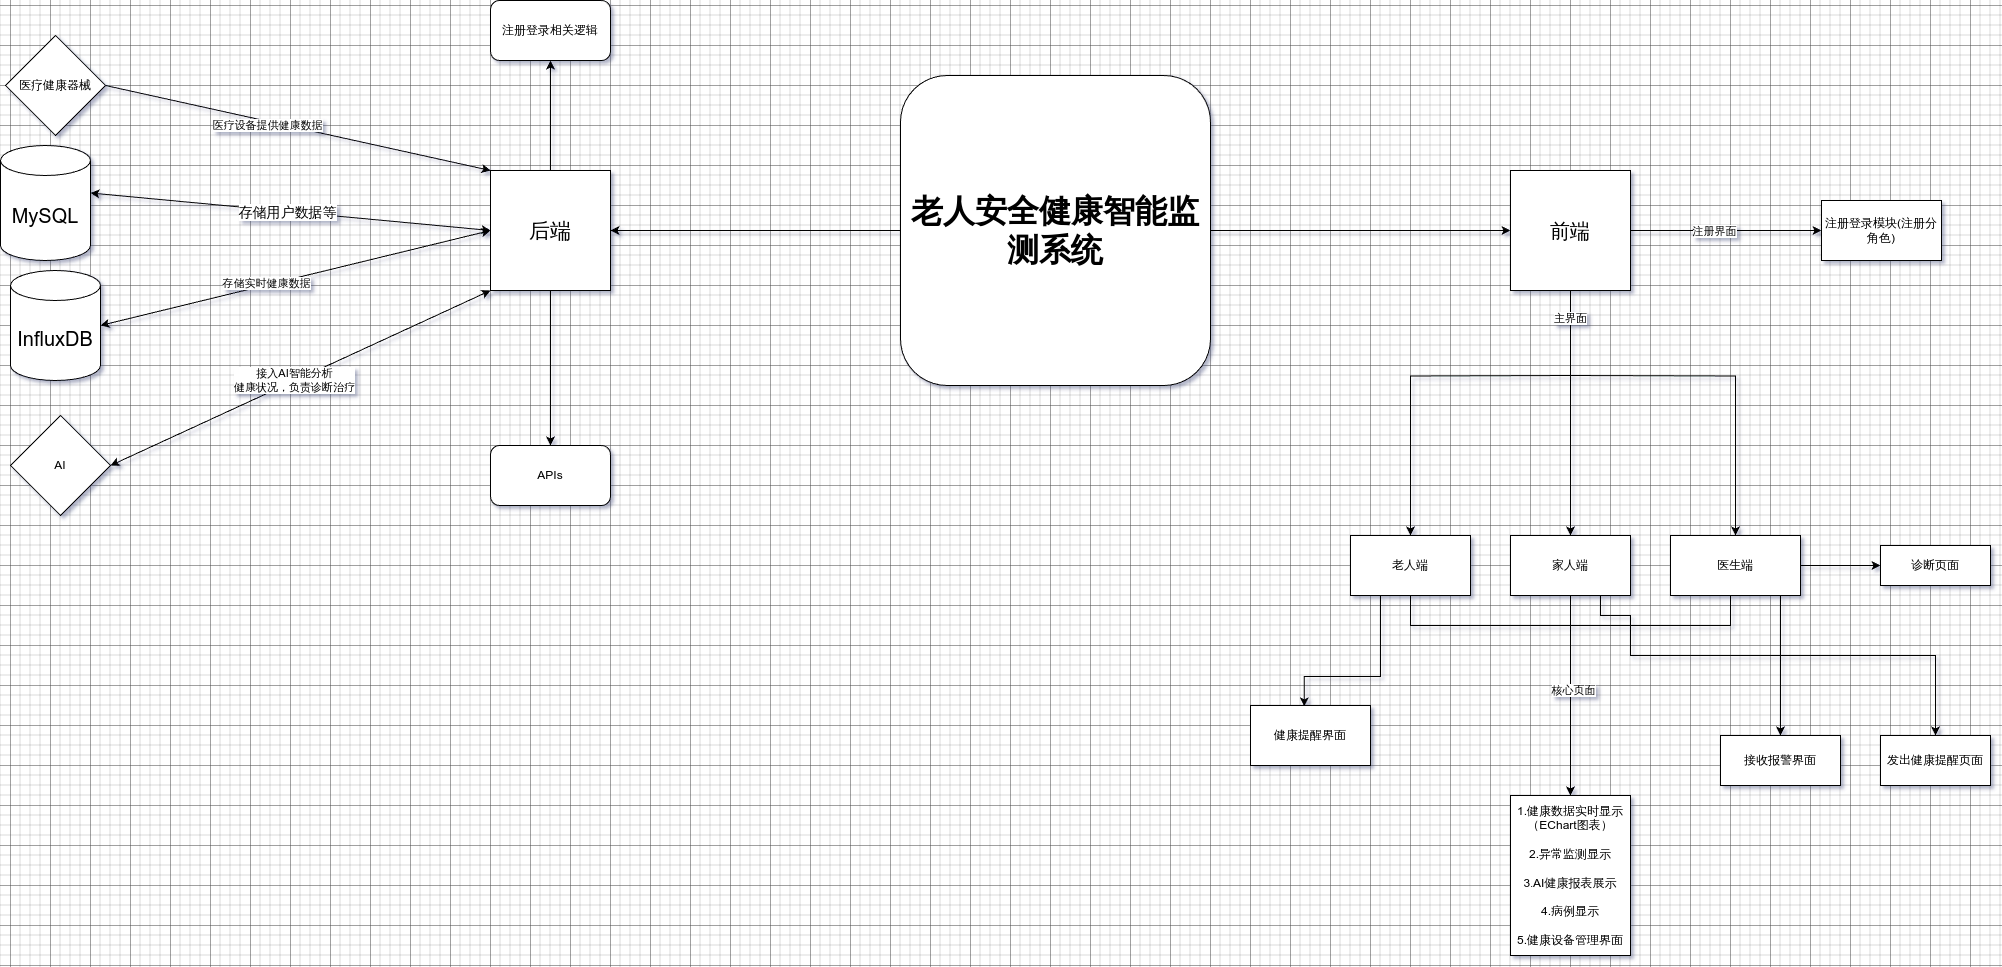 注册登录相关逻辑
医疗健康器械
医疗设备提供健康数据
MySQL
存储用户数据等
后端
InfluxDB
存储实时健康数据
接入AI智能分析
健康状况，负责诊断治疗
AI
APIs
老人安全健康智能监
测系统
前端
注册界面
注册登录模块(注册分
角色)
主界面
老人端
家人端
医生端
诊断页面
核心页面
健康提醒界面
接收报警界面
发出健康提醒页面
1.健康数据实时显示
（EChart图表）
2.异常监测显示
3.AI健康报表展示
4.病例显示
5.健康设备管理界面